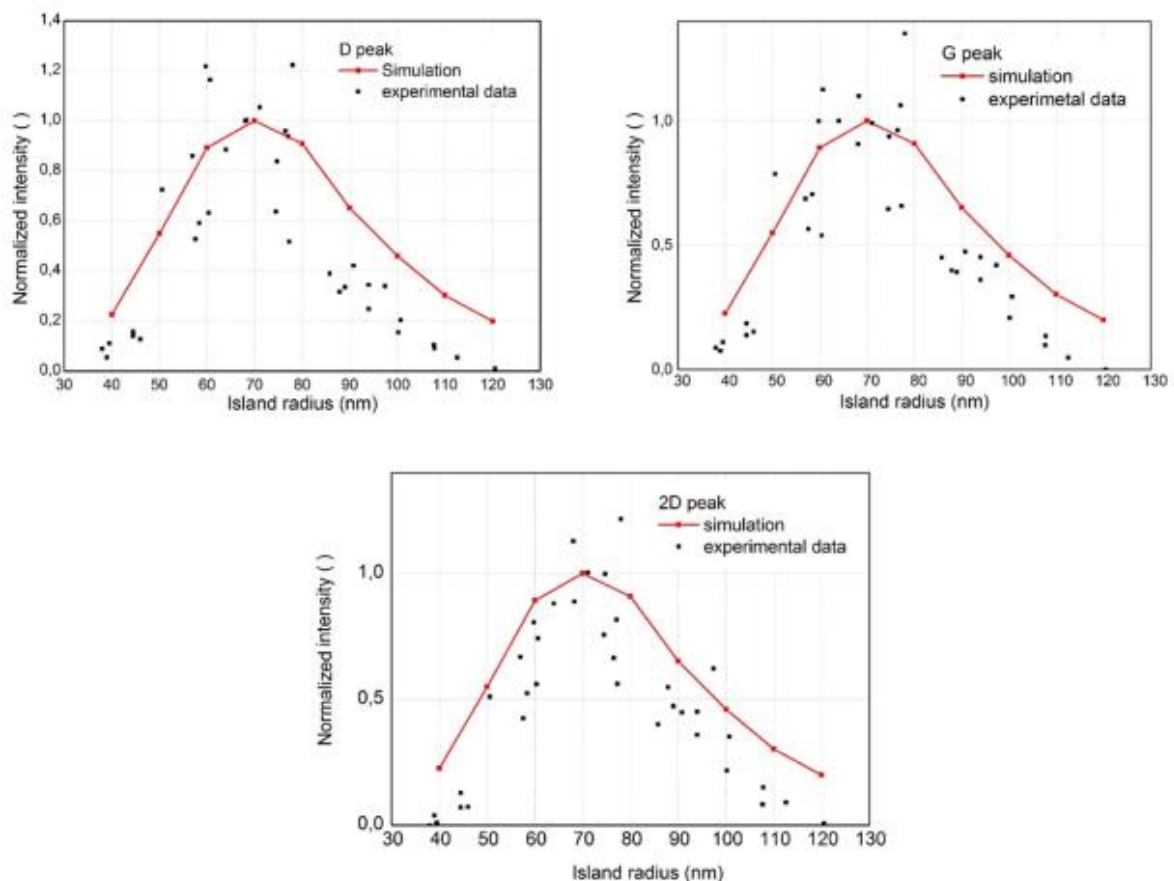 1,4
1,2
1,0
0,8
0,6
0,4
0,2
0,0
Normalized intensity ( )
D peak
Simulation
experimental data
30 40 50 60 70 80 90 100 110 120 130
Island radius (nm)
1,0
0,5
0,0
Normalized intensity ( )
G peak
simulation
experimetal data
30 40 50 60 70 80 90 100 110 120 130
Island radius (nm)
1,0
0,5
0,0
Normalized intensity ( )
2D peak
simulation
experimental data
30 40 50 60 70 80 90 100 110 120 130
Island radius (nm)